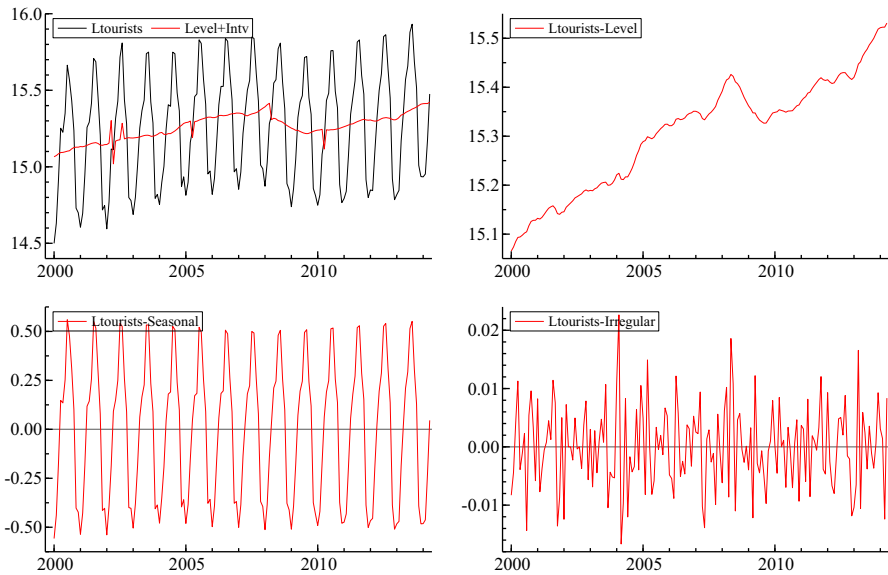 Ltourists Level+Intv
16.0
15.5
15.0
14.5
2000 2005 2010
Ltourists-Level
15.5
15.4
15.3
15.2
15.1
2000 2005 2010
Ltourists-Seasonal
0.50
0.25
0.00
-0.25
-0.50
2000 2005 2010
Ltourists-Irregular
0.02
0.01
0.00
-0.01
2000 2005 2010